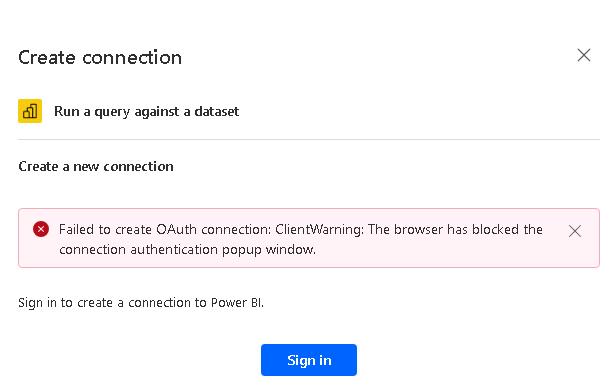 Create connection
Run a query against a dataset
Create a new connection
Failed to create OAuth connection: ClientWarning: The browser has blocked the
connection authentication popup window.
Sign in to create a connection to Power BI.
Sign in